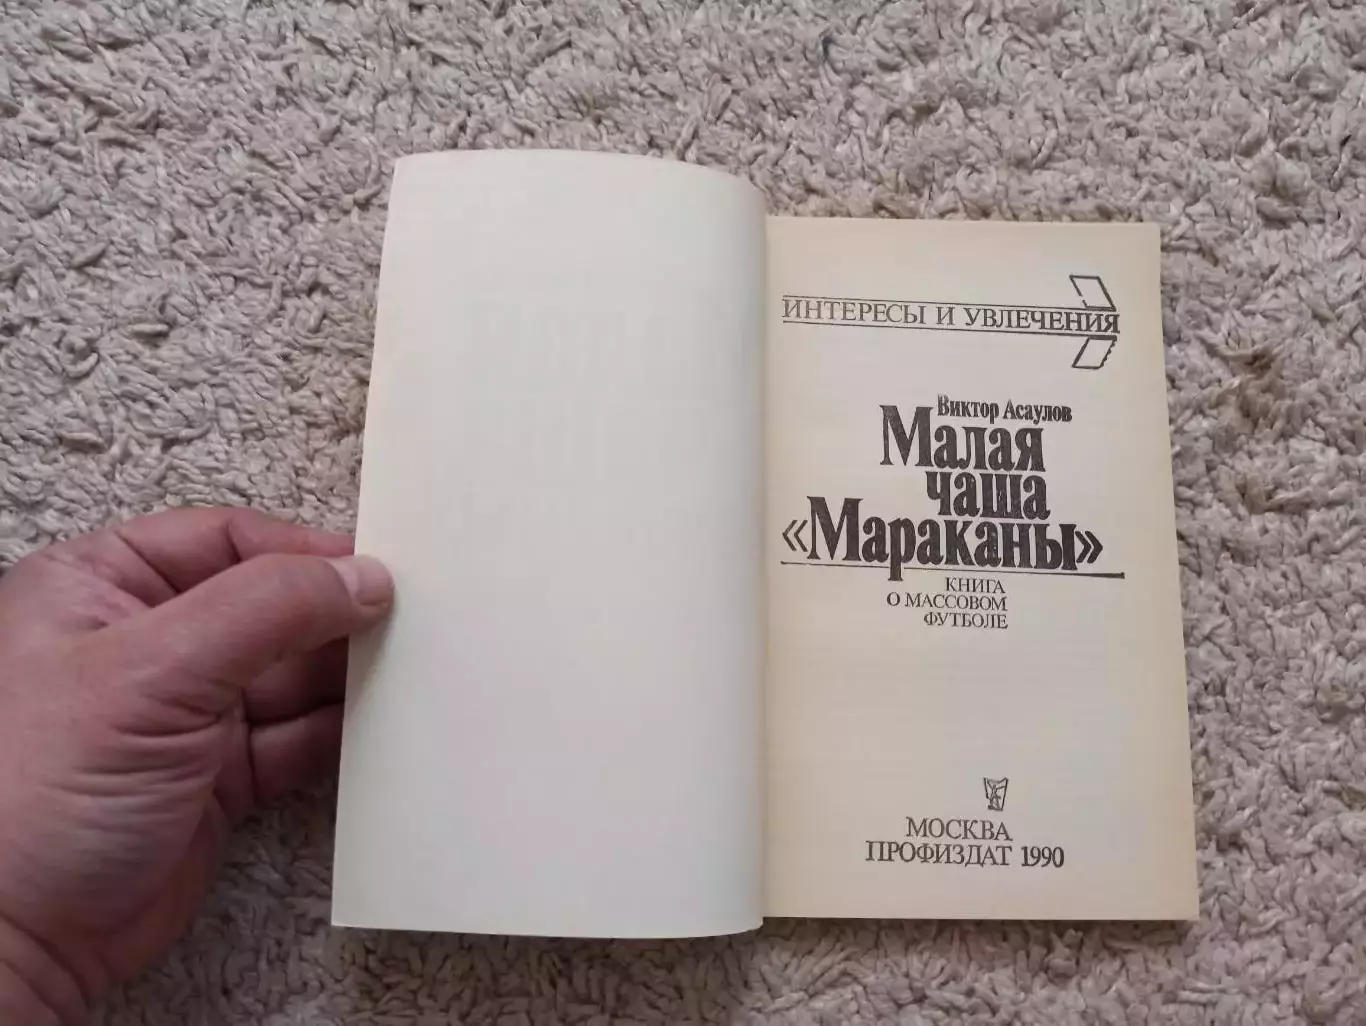 ИНТЕРЕСЫ И УВЛЕЧЕНИЯ
Виктор Асаулов
Малая
чаша
«Мараканы»
КНИГА
О МАССОВОМ
ФУТБОЛЕ
МОСКВА
ПРОФИЗДАТ 1990